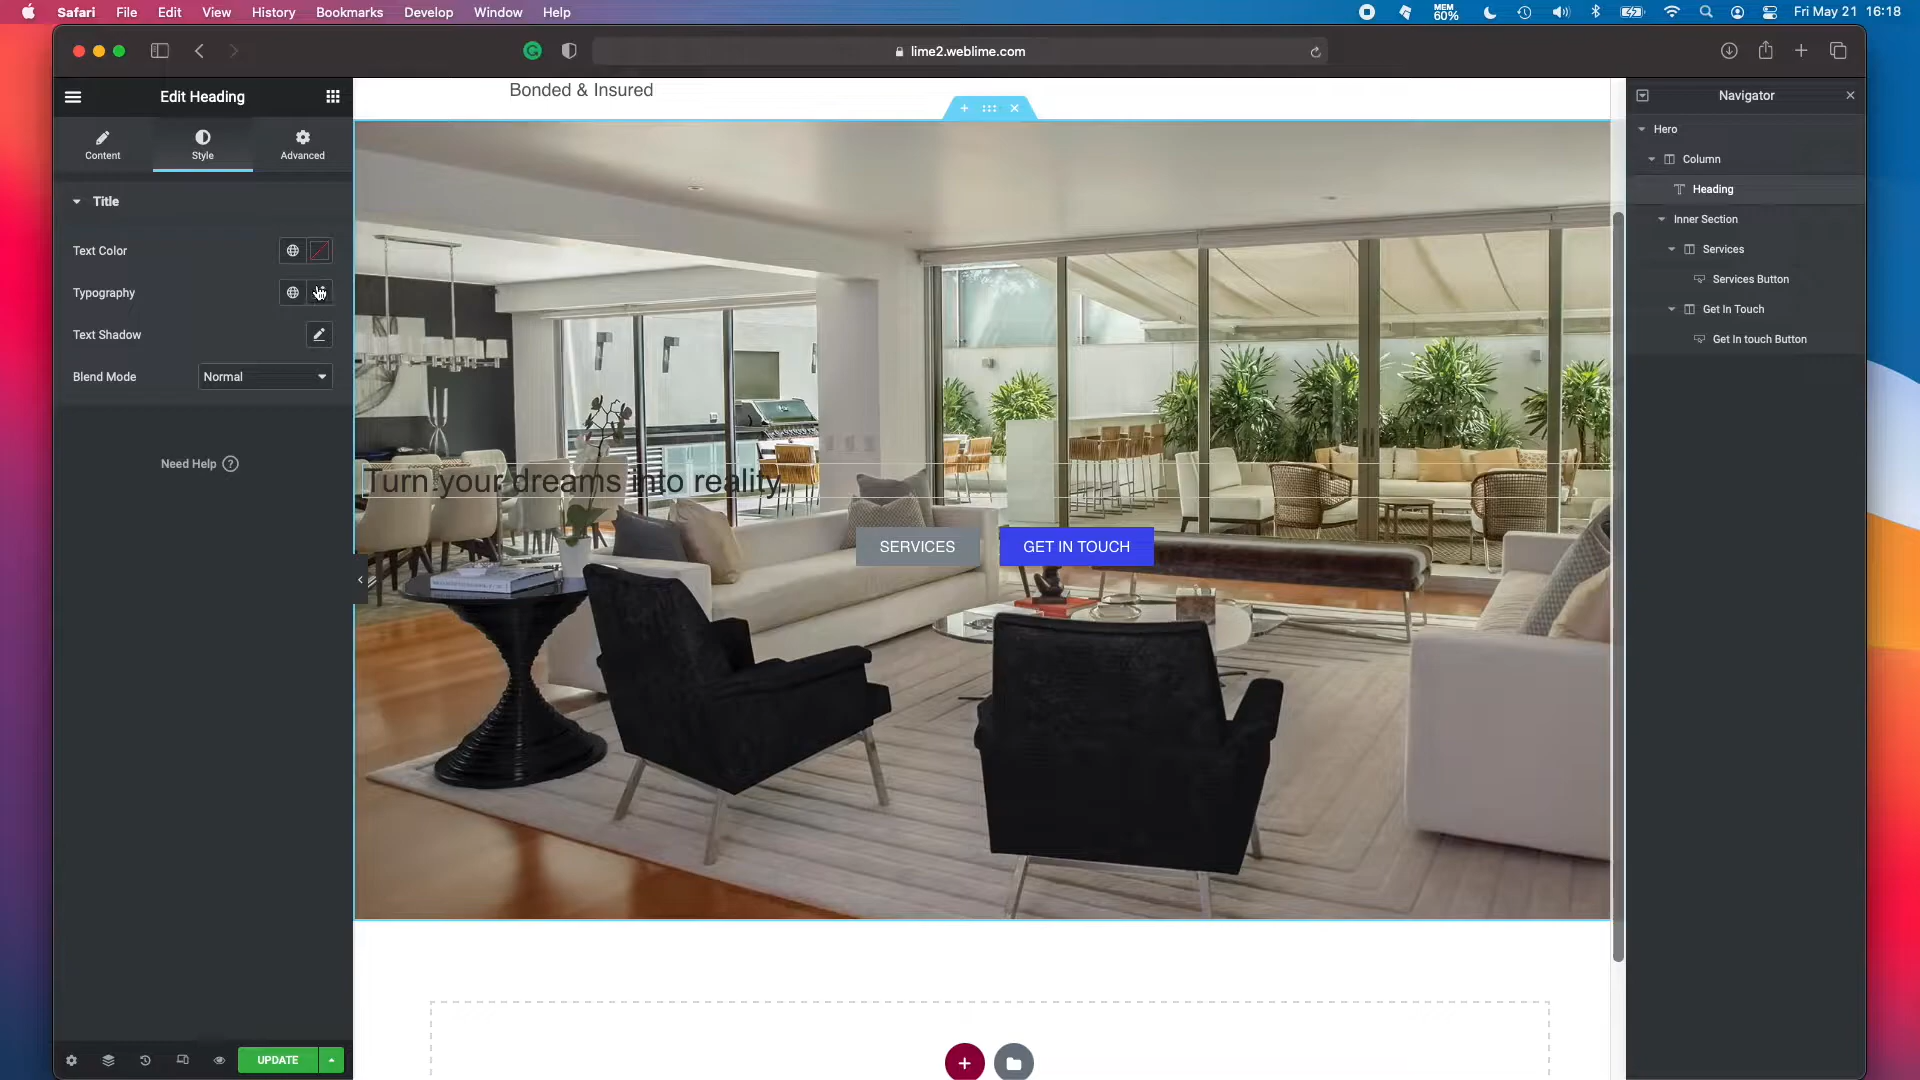 Safari File Edit View History Bookmarks Develop Window Help
MEM 60% Fri May 21 16:18
lime2.weblime.com
Edit Heading
Content Style Advanced
Title
Text Color
Typography
Text Shadow
Blend Mode Normal
Need Help ?
UPDATE
Bonded & Insured
Turn your dreams into reality
SERVICES GET IN TOUCH
Navigator
Hero
Column
Heading
Inner Section
Services
Services Button
Get In Touch
Get In touch Button